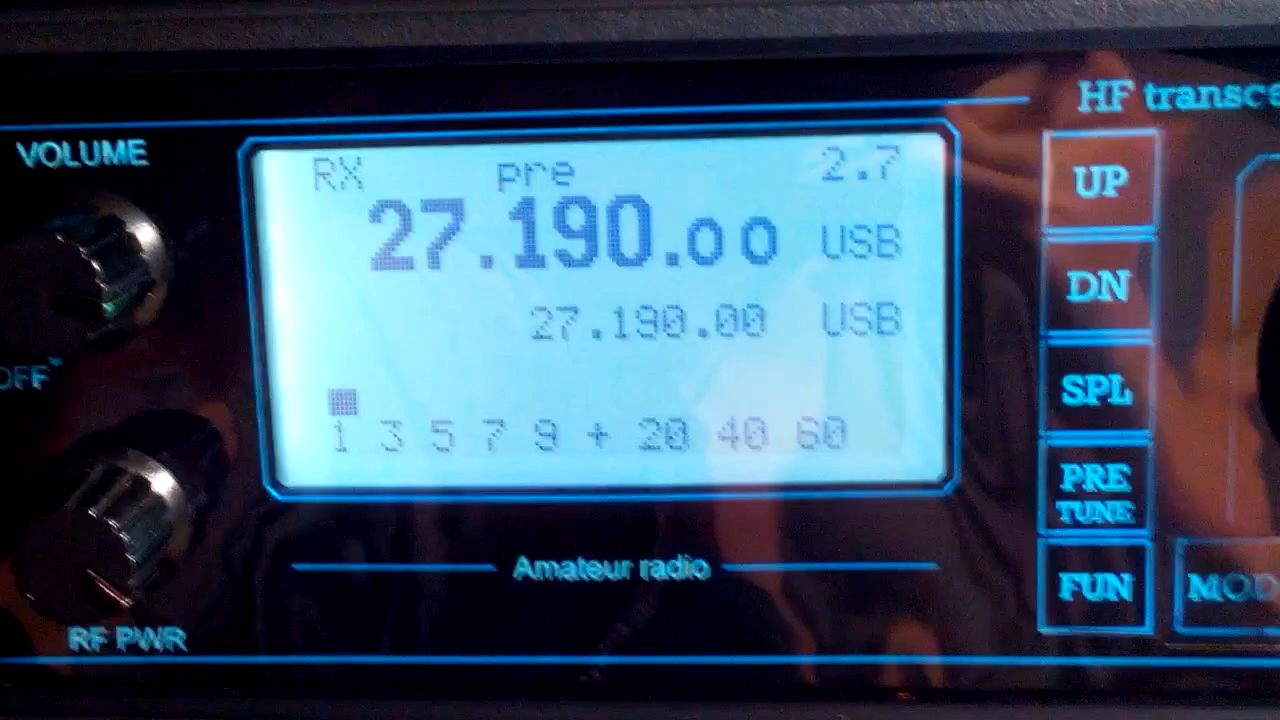 HF transce
VOLUME
RX pre 2.7
27.190.00 USB
27.190.00 USB
1 3 5 7 9 + 20 40 60
OFF
RF PWR
Amateur radio
UP
DN
SPL
PRE
TUNE
FUN
MOD